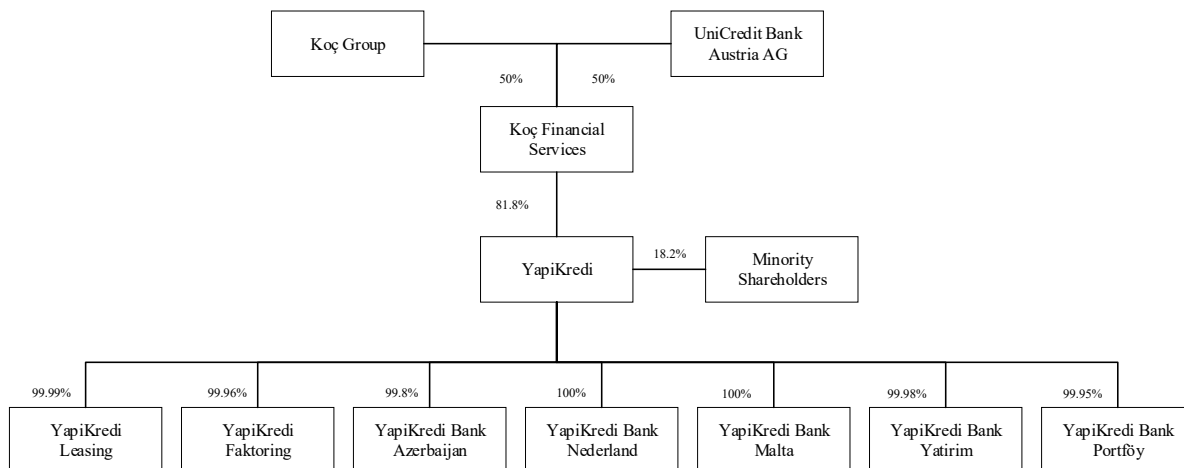 Koç Group
UniCredit Bank
Austria AG
50%
50%
Koç Financial
Services
81.8%
YapiKredi
18.2%
Minority
Shareholders
99.99%
99.96%
99.8%
100%
100%
99.98%
99.95%
YapiKredi
Leasing
YapiKredi
Faktoring
YapiKredi Bank
Azerbaijan
YapiKredi Bank
Nederland
YapiKredi Bank
Malta
YapiKredi Bank
Yatirim
YapiKredi Bank
Portföy